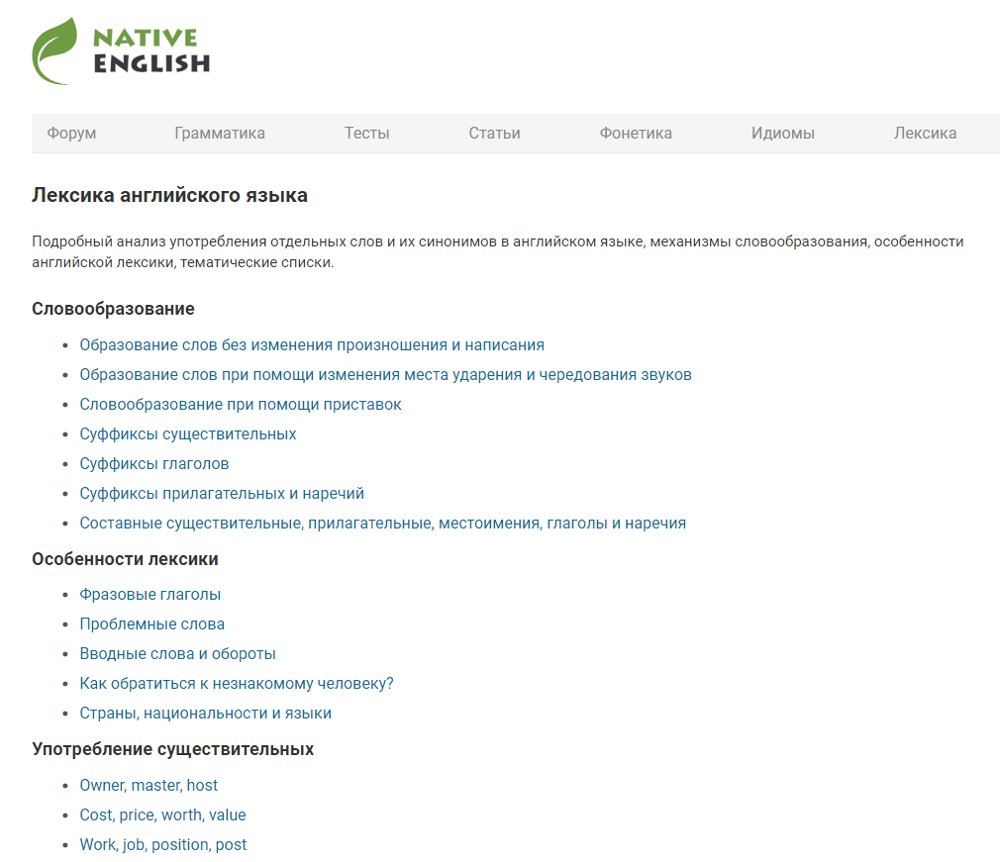 NATIVE
ENGLISH
Форум Грамматика Тесты Статьи Фонетика Идиомы Лексика
Лексика английского языка
Подробный анализ употребления отдельных слов и их синонимов в английском языке, механизмы словообразования, особенности
английской лексики, тематические списки.
Словообразование
• Образование слов без изменения произношения и написания
• Образование слов при помощи изменения места ударения и чередования звуков
• Словообразование при помощи приставок
• Суффиксы существительных
• Суффиксы глаголов
• Суффиксы прилагательных и наречий
• Составные существительные, прилагательные, местоимения, глаголы и наречия
Особенности лексики
• Фразовые глаголы
• Проблемные слова
• Вводные слова и обороты
• Как обратиться к незнакомому человеку?
• Страны, национальности и языки
Употребление существительных
• Owner, master, host
• Cost, price, worth, value
• Work, job, position, post